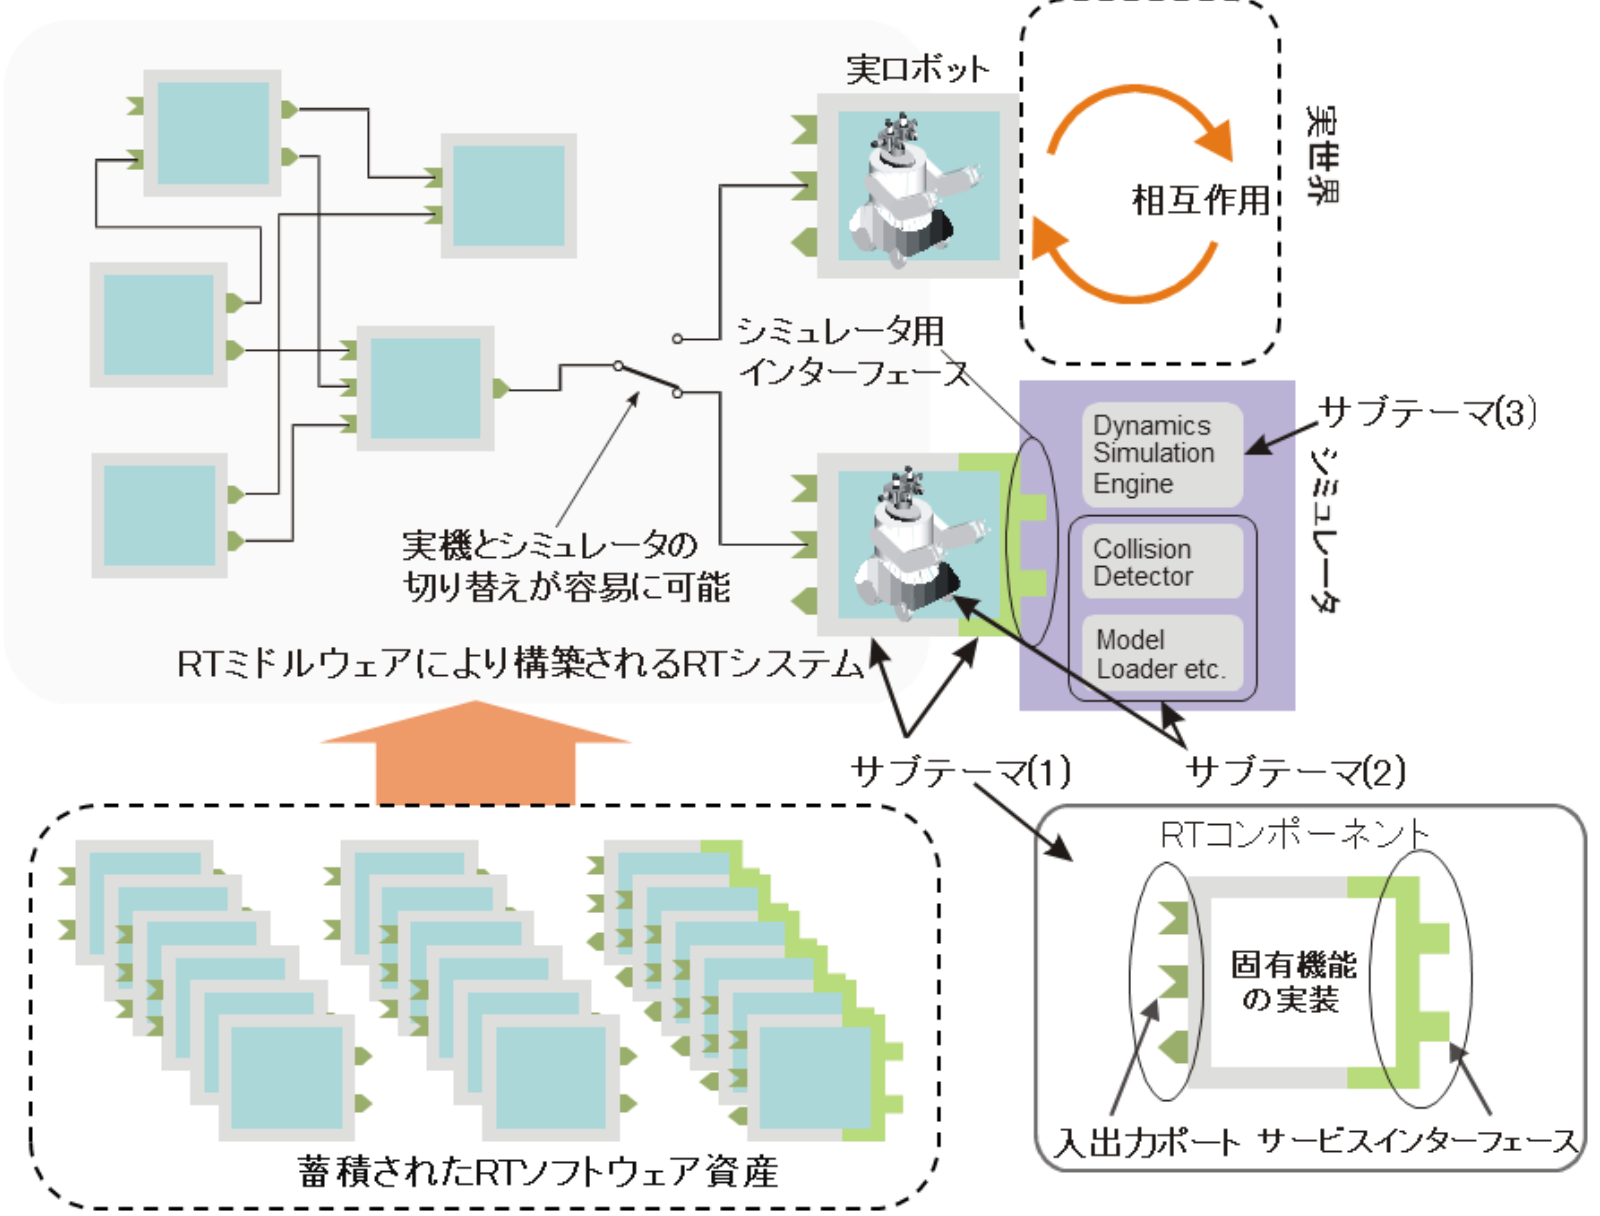 実ロボット
実世界
相互作用
シミュレータ用
インターフェース
Dynamics
Simulation
Engine
サブテーマ(3)
シミュレータ
Collision
Detector
Model
Loader etc.
実機とシミュレータの
切り替えが容易に可能
RTミドルウェアにより構築されるRTシステム
サブテーマ(1)
サブテーマ(2)
RTコンポーネント
固有機能
の実装
入出力ポート
サービスインターフェース
蓄積されたRTソフトウェア資産